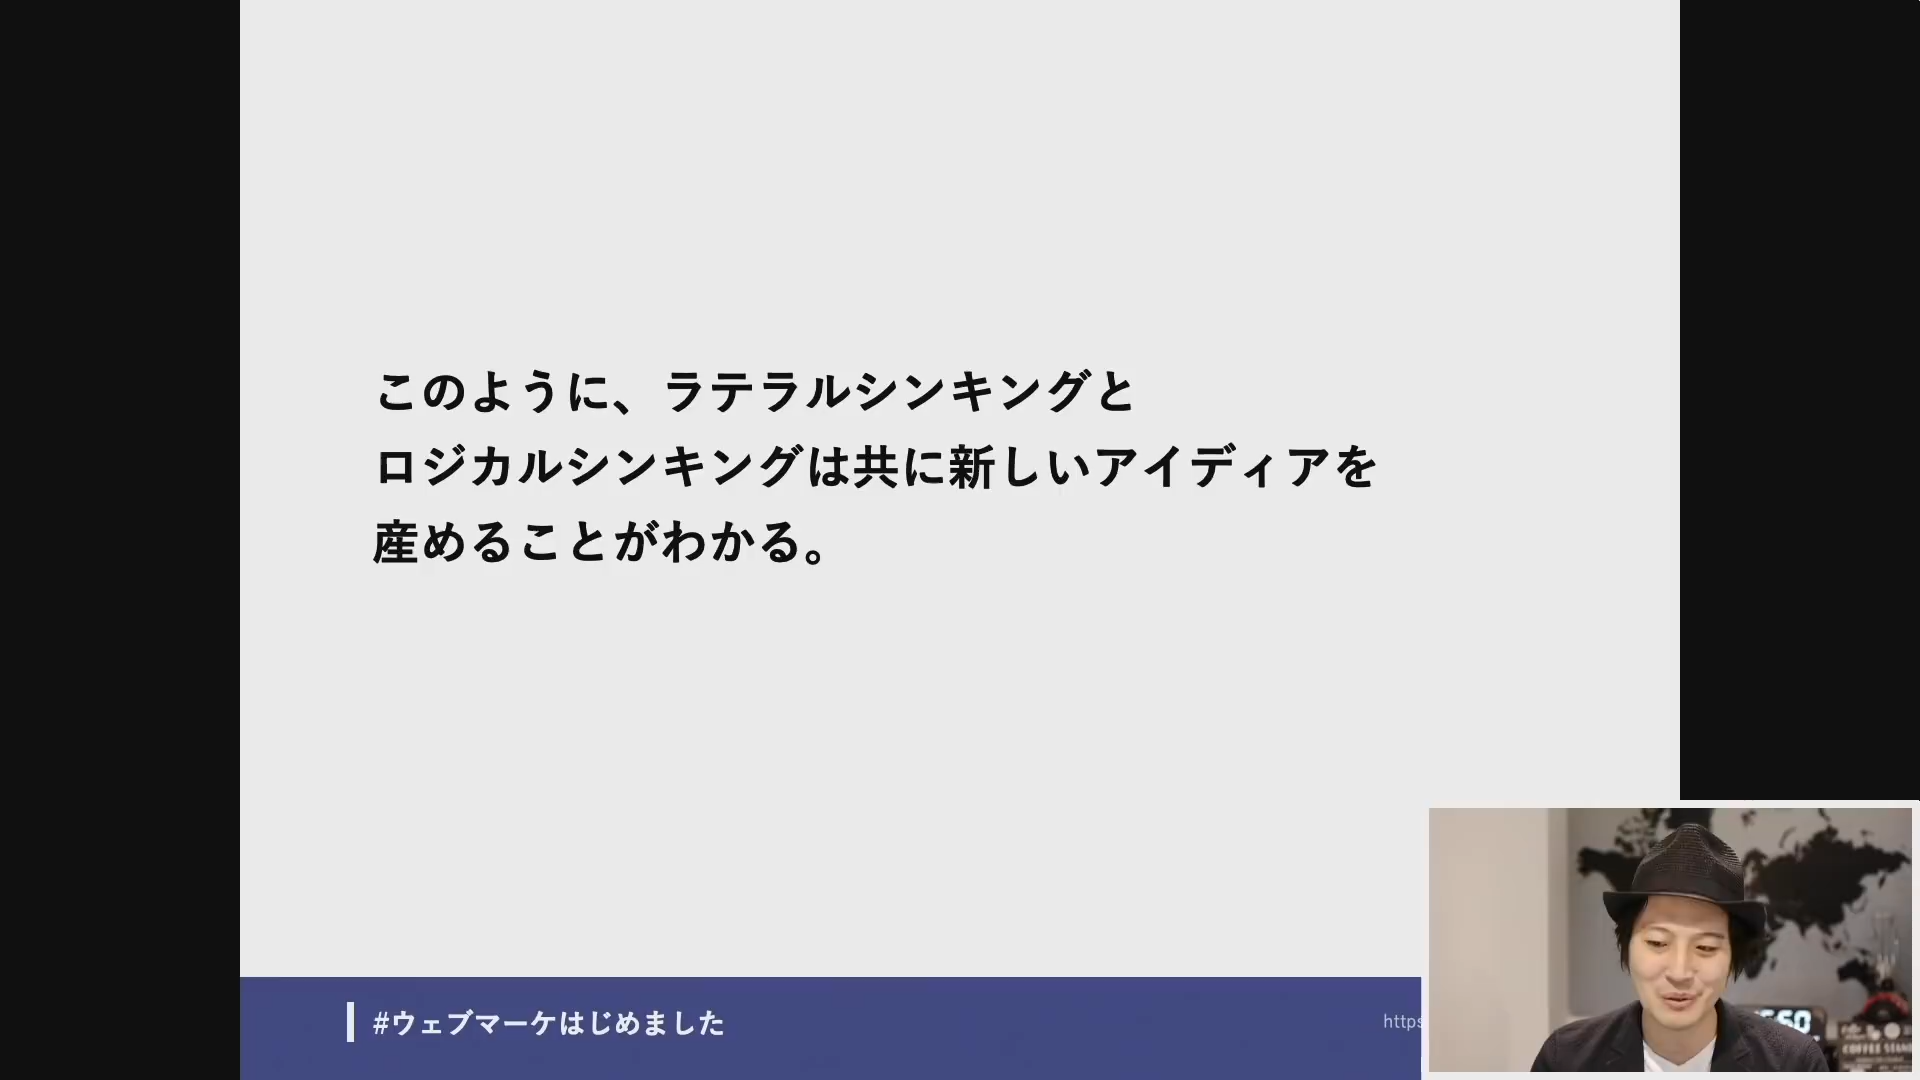 このように、ラテラルシンキングと
ロジカルシンキングは共に新しいアイディアを
産めることがわかる。
#ウェブマーケはじめました
https
COFFEE STAND